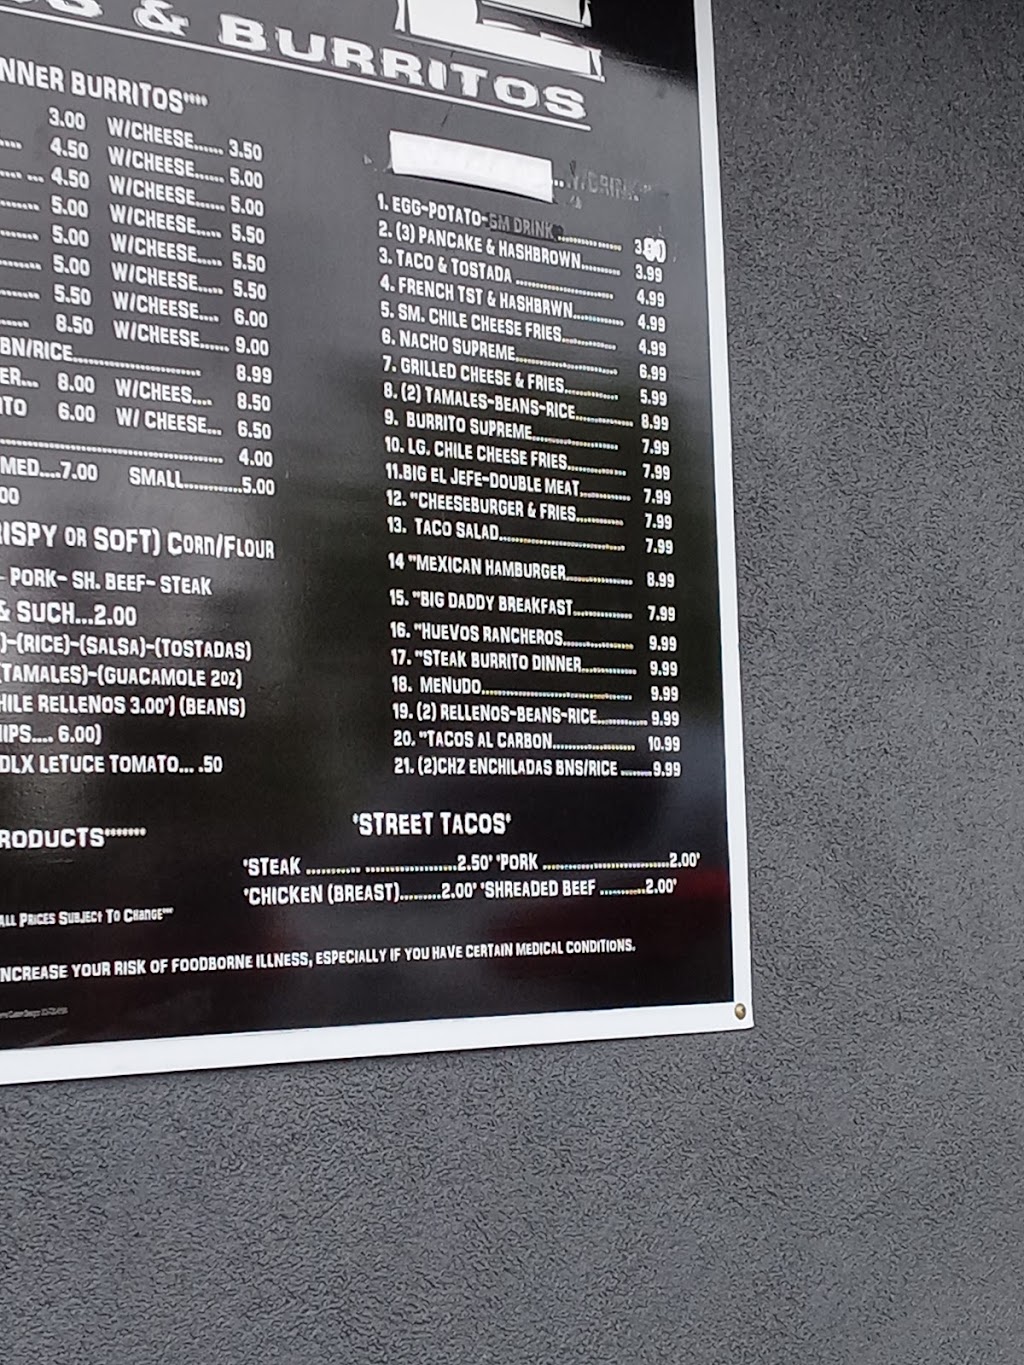 & BURRITOS
NNER BURRITOS****
3.00 W/CHEESE...... 3.50
4.50 W/CHEESE...... 5.00
4.50 W/CHEESE...... 5.00
5.00 W/CHEESE...... 5.50
5.00 W/CHEESE...... 5.50
5.00 W/CHEESE...... 5.50
5.50 W/CHEESE.... 6.00
8.50 W/CHEESE...... 9.00
BN/RICE........................... 8.99
ER... 8.00 W/CHEES.... 8.50
ITO 6.00 W/ CHEESE... 6.50
4.00
MED....7.00 SMALL............5.00
00
RISPY OR SOFT) CORN/FLOUR
- PORK- SH. BEEF- STEAK
& SUCH...2.00
)-(RICE)-(SALSA)-(TOSTADAS)
(TAMALES)-(GUACAMOLE 2oz)
HILE RELLENOS 3.00*) (BEANS)
IIPS.... 6.00)
DLX LETUCE TOMATO... .50
RODUCTS*******
ALL PRICES SUBJECT TO CHANGE***
W/DRINK
1. EGG-POTATO-SM DRINK ............... 3.80
2. (3) PANCAKE & HASHBROWN.......... 3.99
3. TACO & TOSTADA ......................... 4.99
4. FRENCH TST & HASHBRWN............. 4.99
5. SM. CHILE CHEESE FRIES.............. 4.99
6. NACHO SUPREME.......................... 6.99
7. GRILLED CHEESE & FRIES.............. 5.99
8. (2) TAMALES-BEANS-RICE.............. 8.99
9. BURRITO SUPREME...................... 7.99
10. LG. CHILE CHEESE FRIES............... 7.99
11.BIG EL JEFE-DOUBLE MEAT............. 7.99
12. "CHEESEBURGER & FRIES............ 7.99
13. TACO SALAD................................ 7.99
14 "MEXICAN HAMBURGER................. 8.99
15. "BIG DADDY BREAKFAST............... 7.99
16. "HUEVOS RANCHEROS.................. 9.99
17. "STEAK BURRITO DINNER.............. 9.99
18. MENUDO...................................... 9.99
19. (2) RELLENOS-BEANS-RICE............. 9.99
20. "TACOS AL CARBON..................... 10.99
21. (2)CHZ ENCHILADAS BNS/RICE ........9.99
*STREET TACOS*
*STEAK ........... .......................2.50* *PORK ................................2.00*
*CHICKEN (BREAST)..........2.00* *SHREADED BEEF ...........2.00*
NCREASE YOUR RISK OF FOODBORNE ILLNESS, ESPECIALLY IF YOU HAVE CERTAIN MEDICAL CONDITIONS.